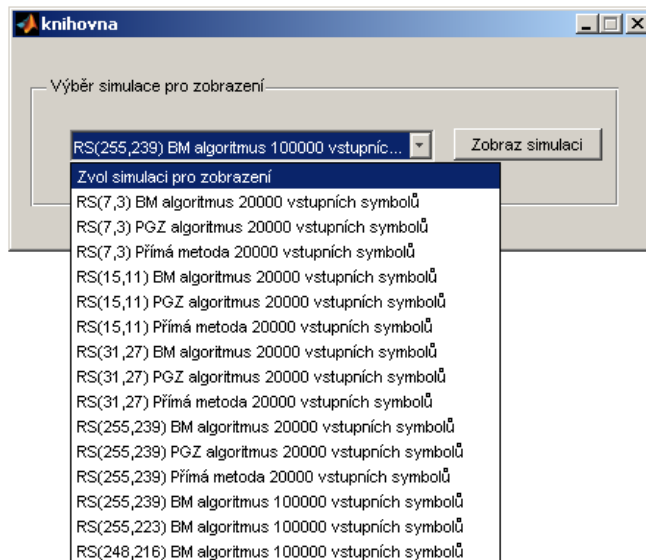 knihovna
Výběr simulace pro zobrazení
RS(255,239) BM algoritmus 100000 vstupníc... Zobraz simulaci
Zvol simulaci pro zobrazení
RS(7,3) BM algoritmus 20000 vstupních symbolů
RS(7,3) PGZ algoritmus 20000 vstupních symbolů
RS(7,3) Přímá metoda 20000 vstupních symbolů
RS(15,11) BM algoritmus 20000 vstupních symbolů
RS(15,11) PGZ algoritmus 20000 vstupních symbolů
RS(15,11) Přímá metoda 20000 vstupních symbolů
RS(31,27) BM algoritmus 20000 vstupních symbolů
RS(31,27) PGZ algoritmus 20000 vstupních symbolů
RS(31,27) Přímá metoda 20000 vstupních symbolů
RS(255,239) BM algoritmus 20000 vstupních symbolů
RS(255,239) PGZ algoritmus 20000 vstupních symbolů
RS(255,239) Přímá metoda 20000 vstupních symbolů
RS(255,239) BM algoritmus 100000 vstupních symbolů
RS(255,223) BM algoritmus 100000 vstupních symbolů
RS(248,216) BM algoritmus 100000 vstupních symbolů